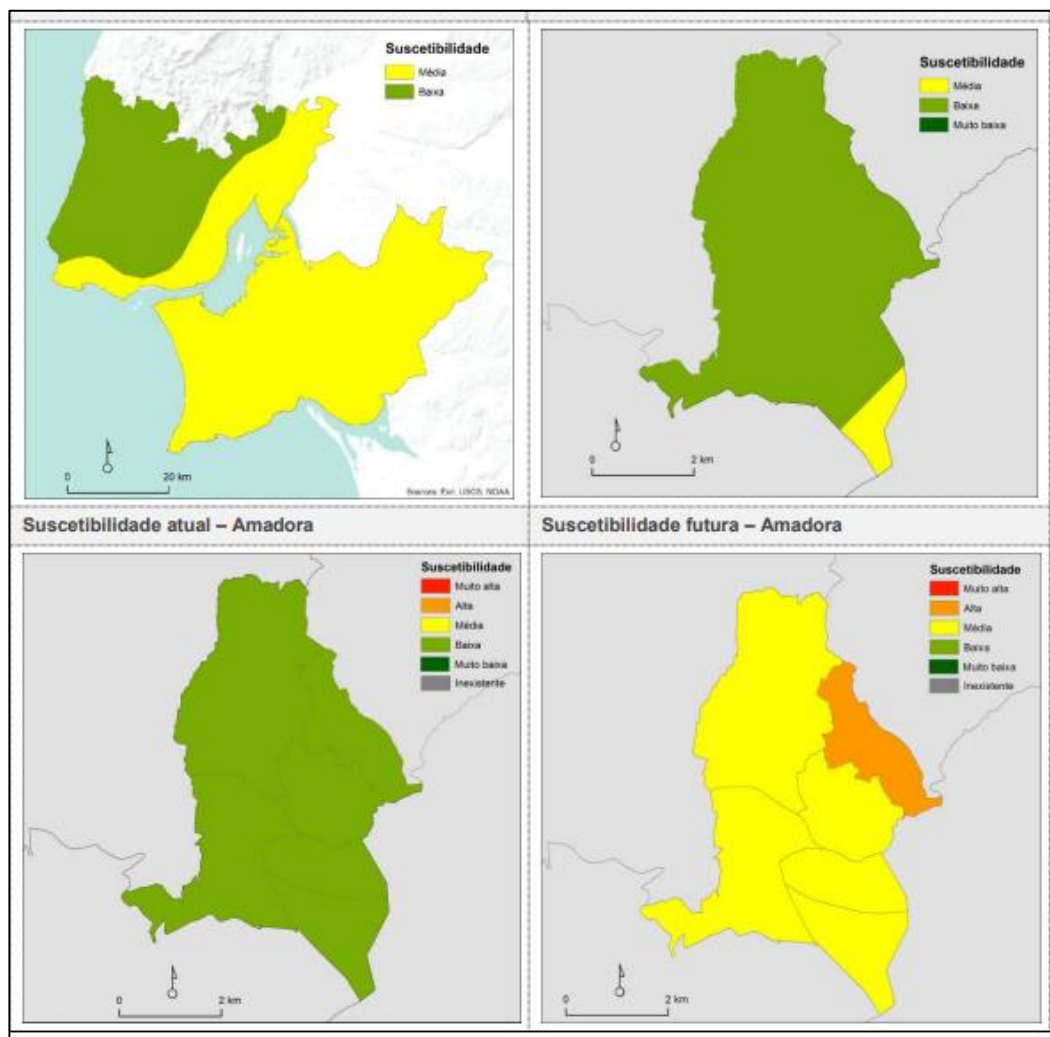 Suscetibilidade
Média
Baixa
0 20 km
Sources: Esri, USGS, NOAA
Suscetibilidade
Média
Baixa
Muito baixa
0 2 km
Suscetibilidade atual – Amadora
Suscetibilidade futura – Amadora
Suscetibilidade
Muito alta
Alta
Média
Baixa
Muito baixa
Inexistente
0 2 km
Suscetibilidade
Muito alta
Alta
Média
Baixa
Muito baixa
Inexistente
0 2 km